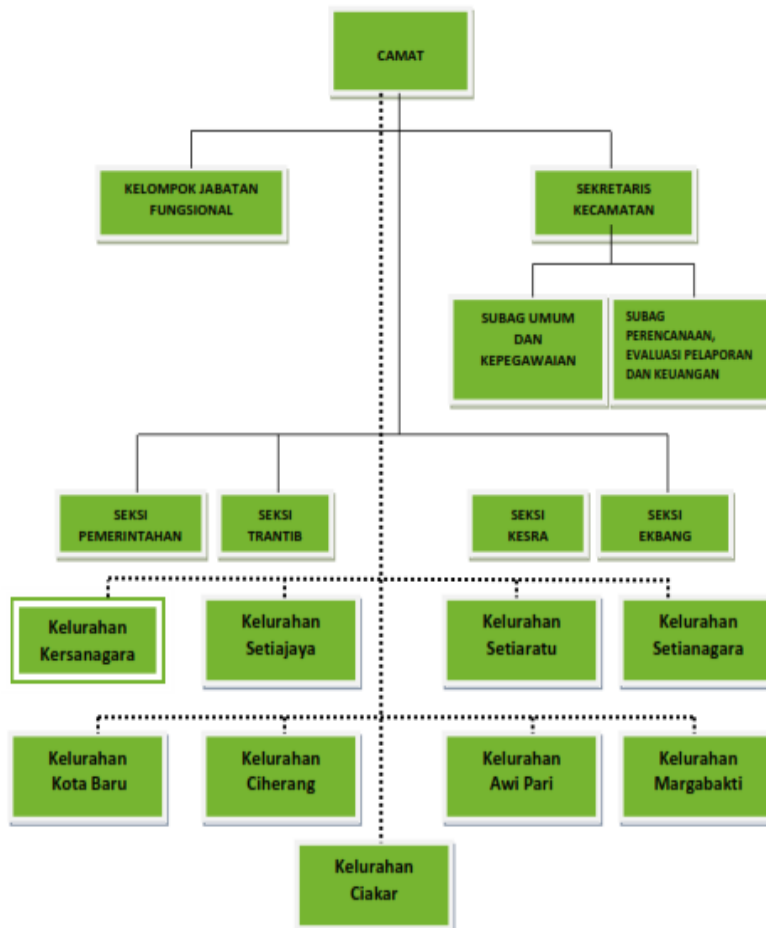 CAMAT
KELOMPOK JABATAN
FUNGSIONAL
SEKRETARIS
KECAMATAN
SUBAG UMUM
DAN
KEPEGAWAIAN
SUBAG
PERENCANAAN,
EVALUASI PELAPORAN
DAN KEUANGAN
SEKSI
PEMERINTAHAN
SEKSI
TRANTIB
SEKSI
KESRA
SEKSI
EKBANG
Kelurahan
Kersanagara
Kelurahan
Setiajaya
Kelurahan
Setiaratu
Kelurahan
Setianagara
Kelurahan
Kota Baru
Kelurahan
Ciherang
Kelurahan
Awi Pari
Kelurahan
Margabakti
Kelurahan
Ciakar